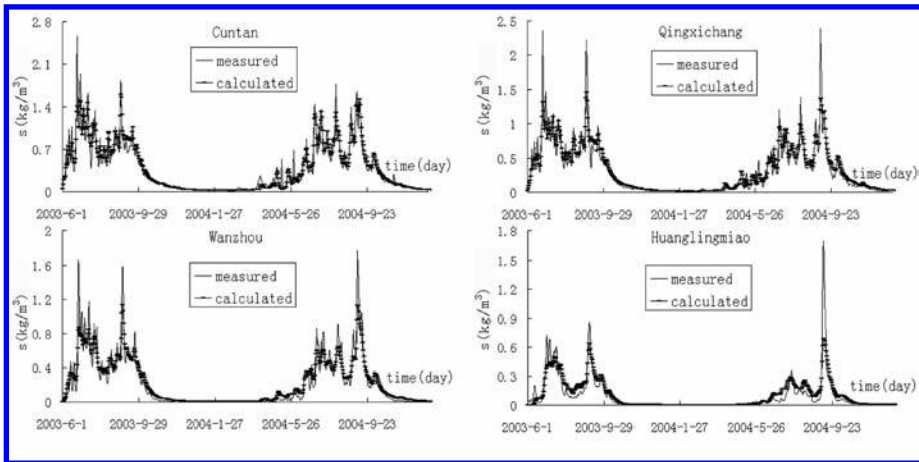 Cuntan
2.8
2.1
1.4
0.7
0
s(kg/m³)
measured
calculated
time(day)
2003-6-1 2003-9-29 2004-1-27 2004-5-26 2004-9-23
Qingxichang
2.5
2
1.5
1
0.5
0
s(kg/m³)
measured
calculated
time(day)
2003-6-1 2003-9-29 2004-1-27 2004-5-26 2004-9-23
Wanzhou
2
1.6
1.2
0.8
0.4
0
s(kg/m³)
measured
calculated
time(day)
2003-6-1 2003-9-29 2004-1-27 2004-5-26 2004-9-23
Huanglingmiao
1.8
1.5
1.2
0.9
0.6
0.3
0
s(kg/m³)
measured
calculated
time(day)
2003-6-1 2003-9-29 2004-1-27 2004-5-26 2004-9-23